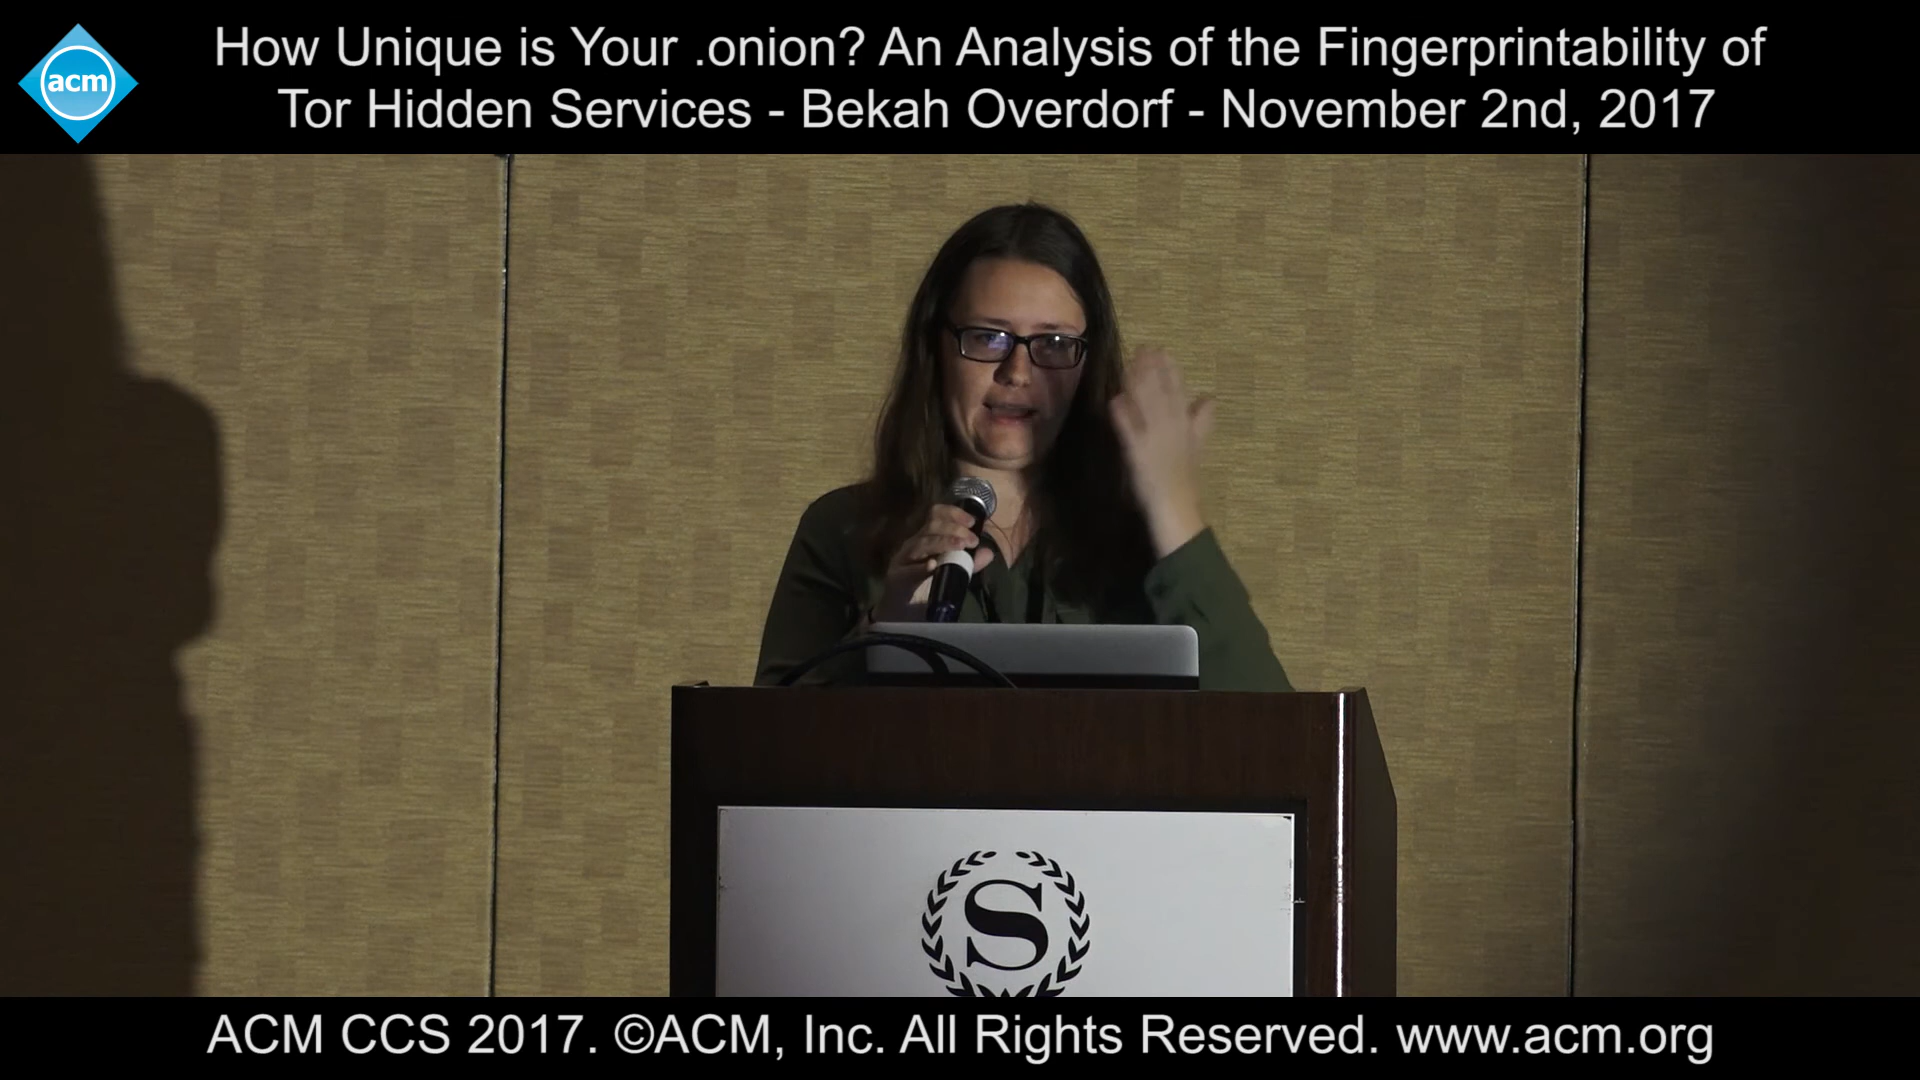 acm
How Unique is Your .onion? An Analysis of the Fingerprintability of
Tor Hidden Services - Bekah Overdorf - November 2nd, 2017
S
ACM CCS 2017. ©ACM, Inc. All Rights Reserved. www.acm.org